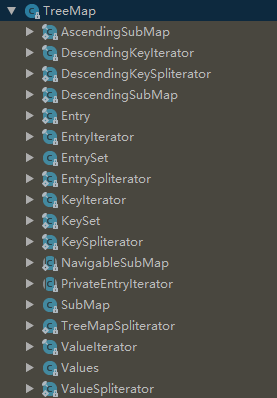 TreeMap
AscendingSubMap
DescendingKeyIterator
DescendingKeySpliterator
DescendingSubMap
Entry
EntryIterator
EntrySet
EntrySpliterator
KeyIterator
KeySet
KeySpliterator
NavigableSubMap
PrivateEntryIterator
SubMap
TreeMapSpliterator
ValueIterator
Values
ValueSpliterator